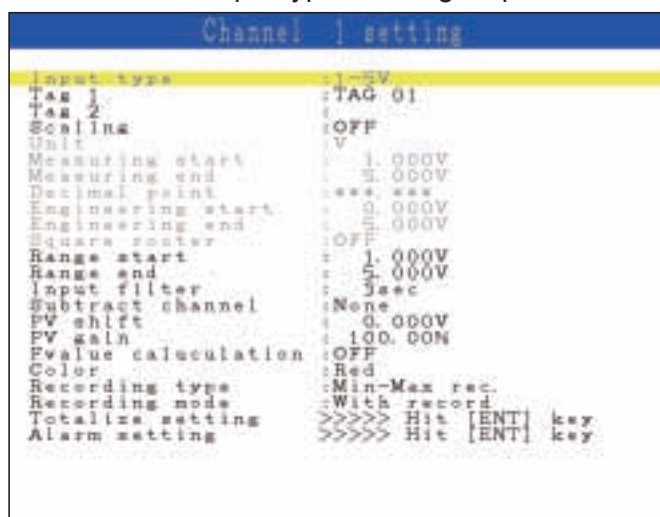 Channel 1 setting
Input type :1-5V
Tag 1 :TAG 01
Tag 2 :
Scaling :OFF
Unit :V
Measuring start : 1.000V
Measuring end : 5.000V
Decimal point :***.***
Engineering start : 0.000V
Engineering end : 5.000V
Square rooter :OFF
Range start : 1.000V
Range end : 5.000V
Input filter : 3sec
Subtract channel :None
PV shift : 0.000V
PV gain : 100.00%
Fvalue caluculation :OFF
Color :Red
Recording type :Min-Max rec.
Recording mode :With record
Totalize setting >>>>> Hit [ENT] key
Alarm setting >>>>> Hit [ENT] key